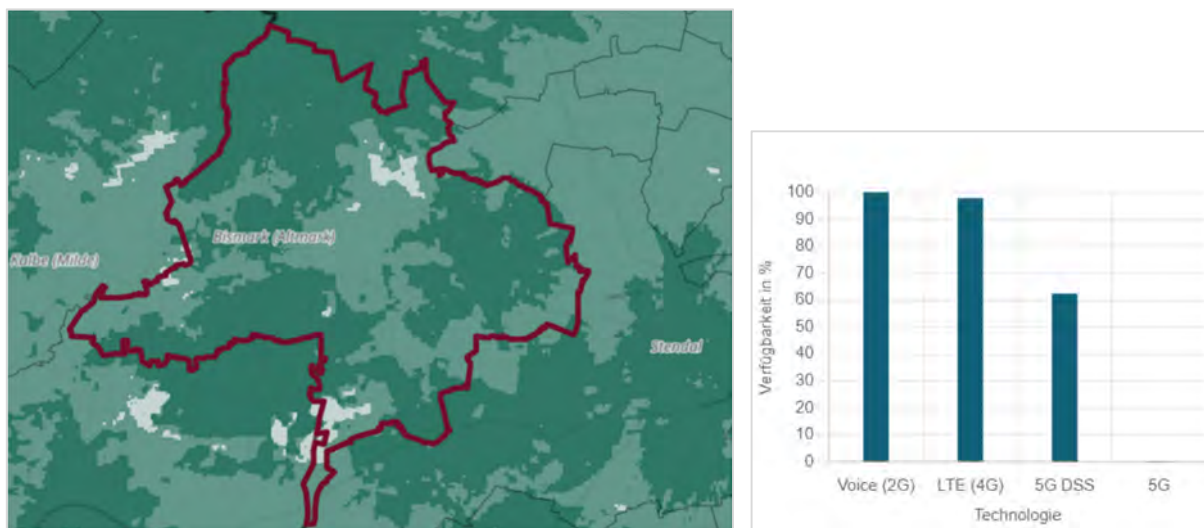 Bismark (Altmark)
Kalbe (Milde)
Stendal
Verfügbarkeit in %
100
90
80
70
60
50
40
30
20
10
0
Voice (2G) LTE (4G) 5G DSS 5G
Technologie